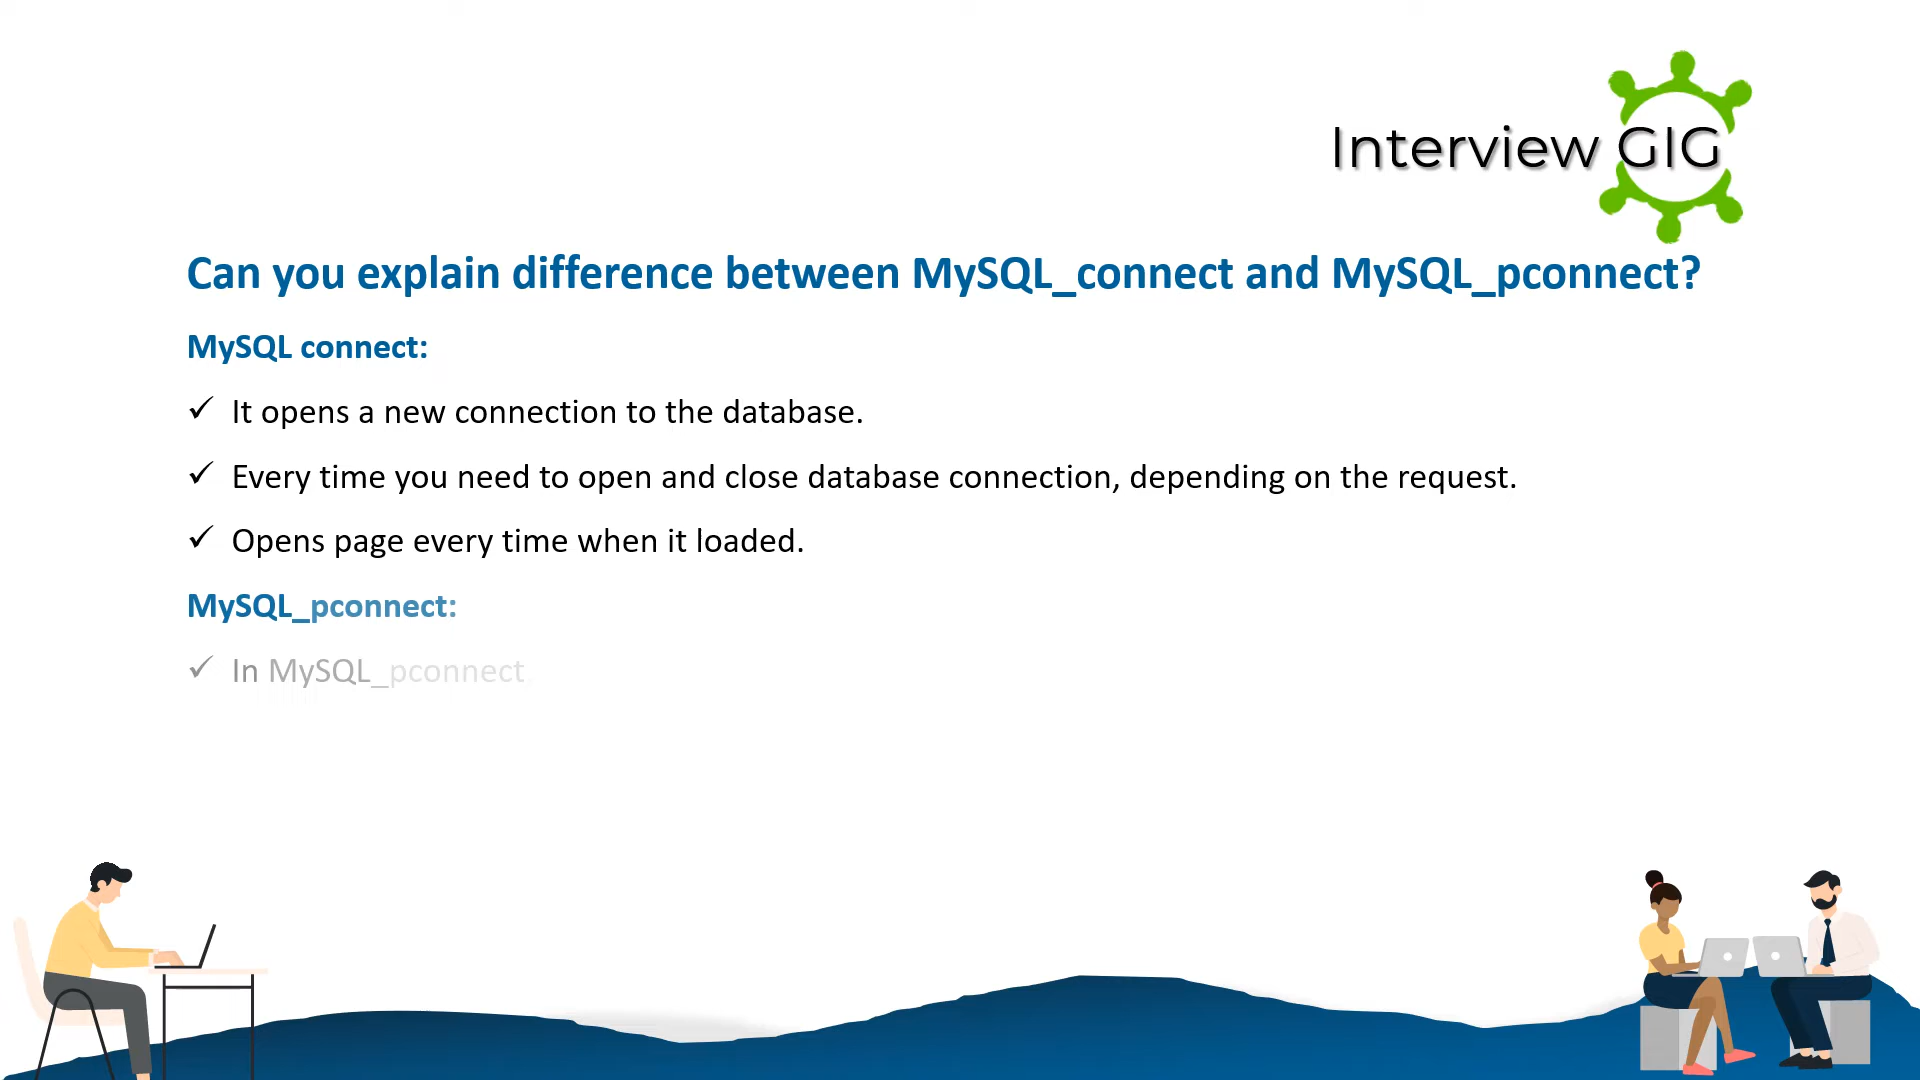 Interview GIG
Can you explain difference between MySQL_connect and MySQL_pconnect?
MySQL connect:
✓ It opens a new connection to the database.
✓ Every time you need to open and close database connection, depending on the request.
✓ Opens page every time when it loaded.
MySQL_pconnect:
✓ In MySQL_pconnect